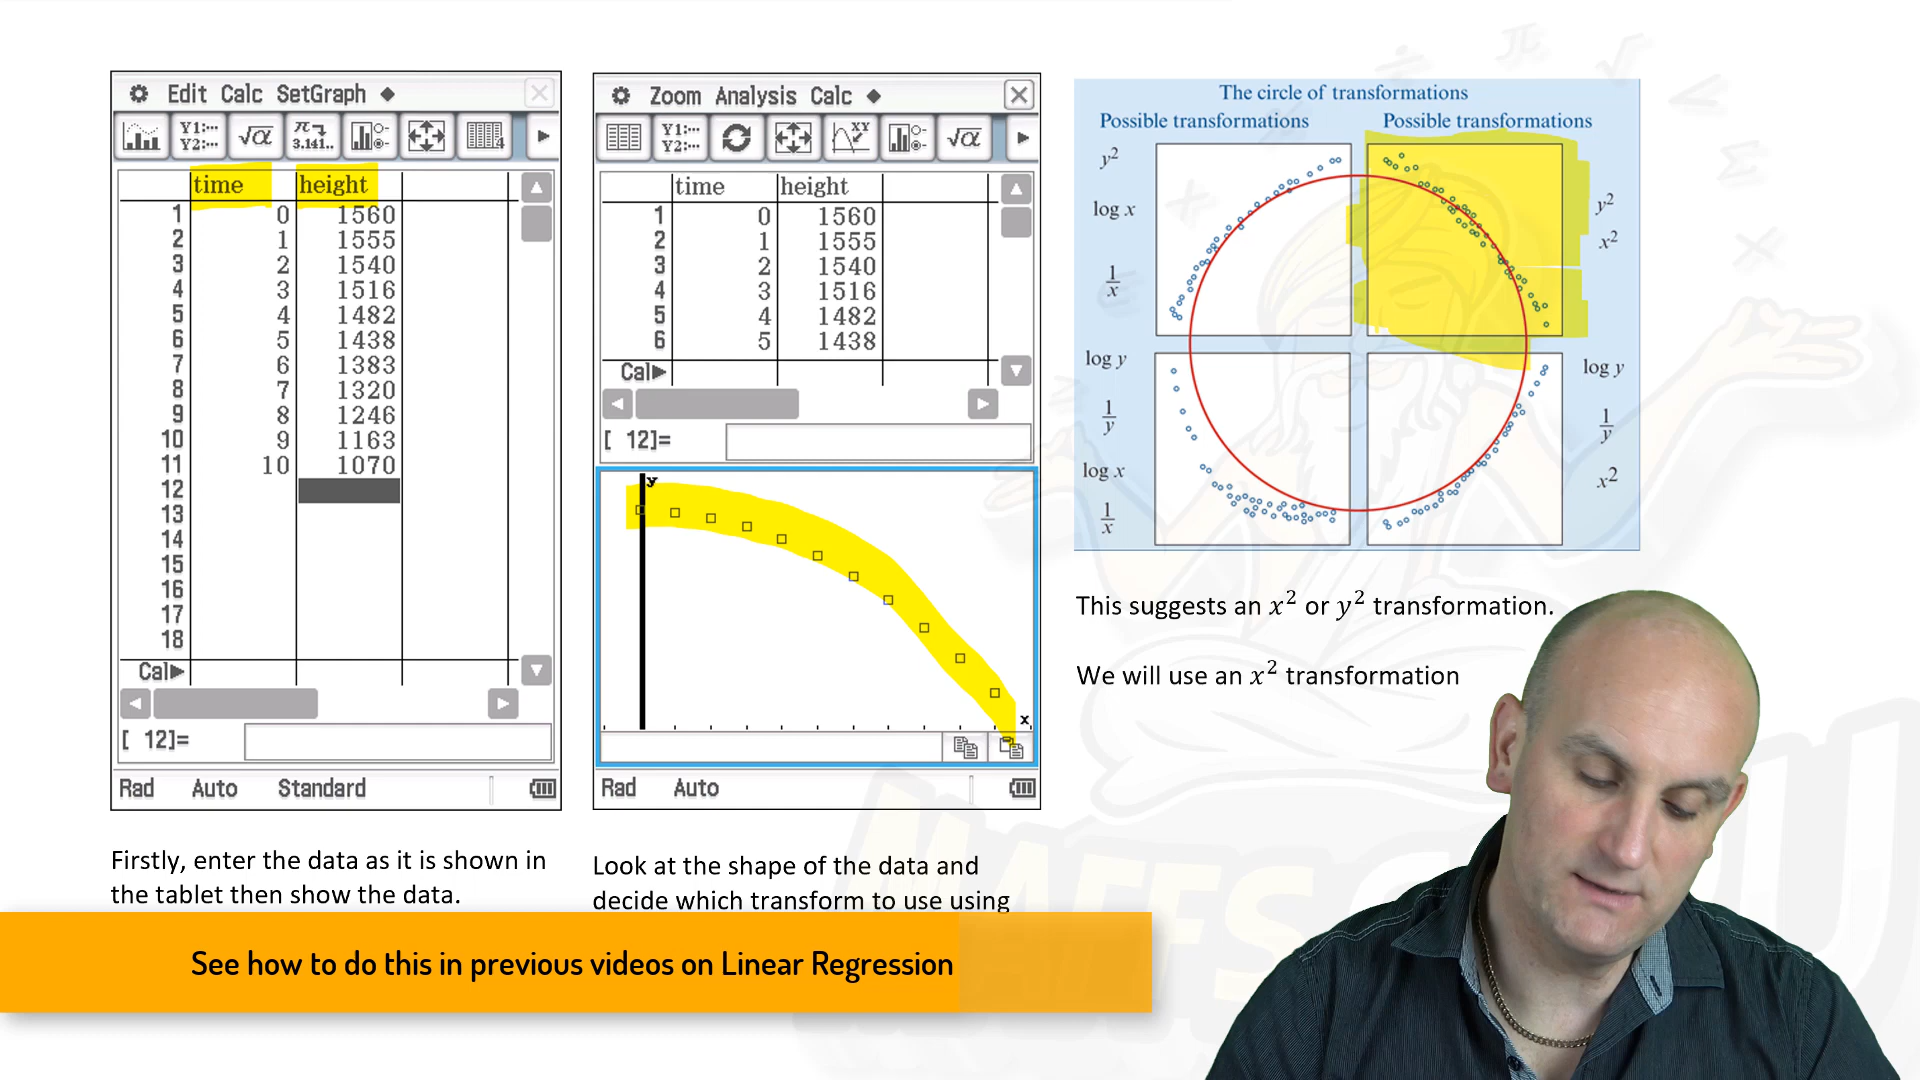 Edit Calc SetGraph
time height
1 0 1560
2 1 1555
3 2 1540
4 3 1516
5 4 1482
6 5 1438
7 6 1383
8 7 1320
9 8 1246
10 9 1163
11 10 1070
12
13
14
15
16
17
18
Cal▶
[ 12]=
Rad Auto Standard
Firstly, enter the data as it is shown in
the tablet then show the data.
Zoom Analysis Calc
time height
1 0 1560
2 1 1555
3 2 1540
4 3 1516
5 4 1482
6 5 1438
Cal▶
[ 12]=
y
x
Rad Auto
Look at the shape of the data and
decide which transform to use using
The circle of transformations
Possible transformations Possible transformations
y²
log x
1/x
y²
x²
log y
1/y
log x
1/x
log y
1/y
x²
This suggests an x² or y² transformation.
We will use an x² transformation
See how to do this in previous videos on Linear Regression